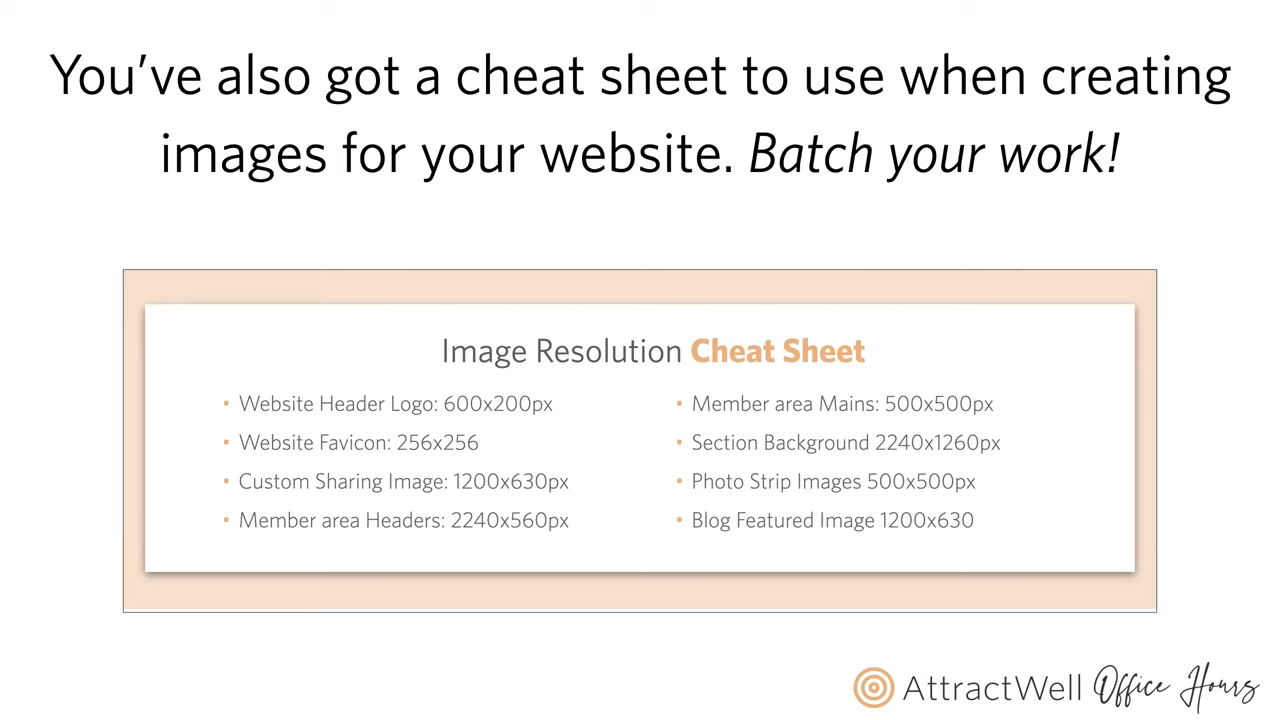 You’ve also got a cheat sheet to use when creating
images for your website. Batch your work!
Image Resolution Cheat Sheet
• Website Header Logo: 600x200px
• Website Favicon: 256x256
• Custom Sharing Image: 1200x630px
• Member area Headers: 2240x560px
• Member area Mains: 500x500px
• Section Background 2240x1260px
• Photo Strip Images 500x500px
• Blog Featured Image 1200x630
AttractWell Office Hours